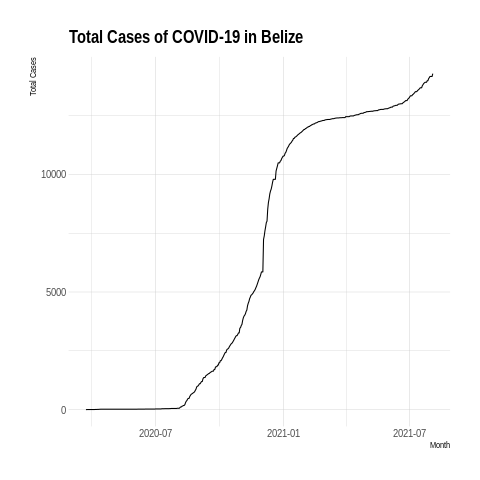 Total Cases of COVID-19 in Belize
Total Cases
10000
5000
0
2020-07
2021-01
2021-07
Month